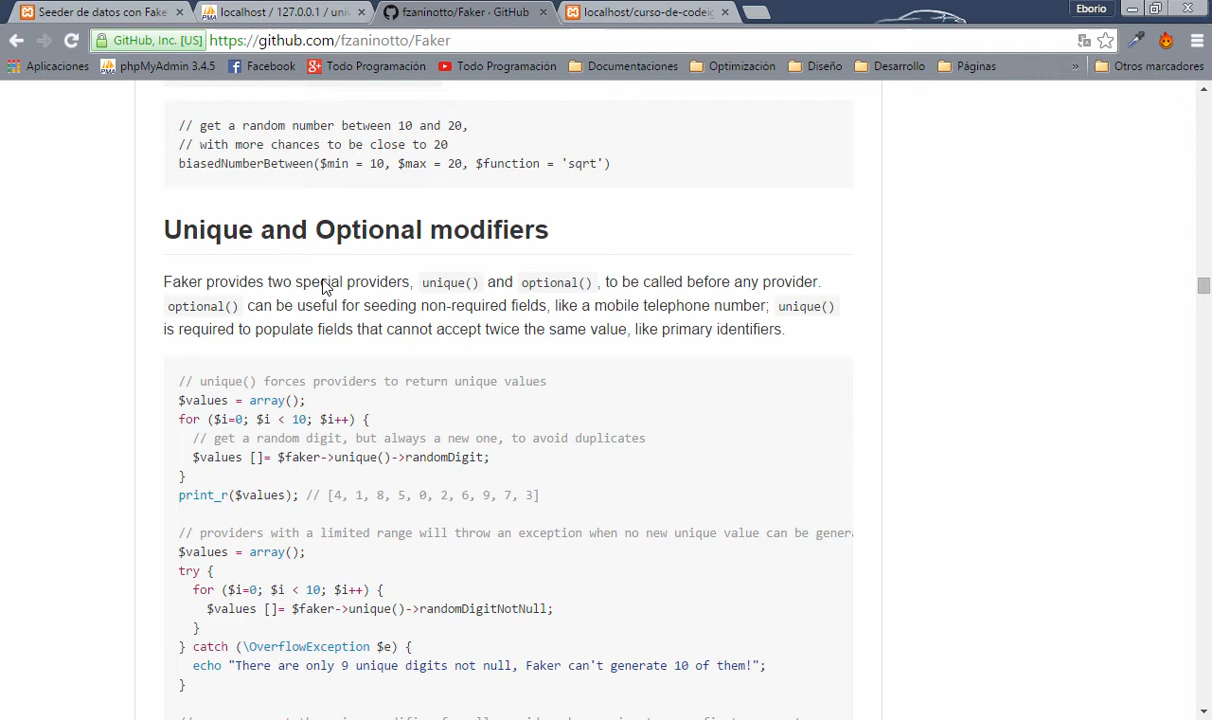 Seeder de datos con Fake
localhost / 127.0.0.1 / uni
fzaninotto/Faker · GitHub
localhost/curso-de-codei
Eborio
GitHub, Inc. [US]
https://github.com/fzaninotto/Faker
Aplicaciones
phpMyAdmin 3.4.5
Facebook
Todo Programación
Todo Programación
Documentaciones
Optimización
Diseño
Desarrollo
Páginas
»
Otros marcadores
// get a random number between 10 and 20,
// with more chances to be close to 20
biasedNumberBetween($min = 10, $max = 20, $function = 'sqrt')
Unique and Optional modifiers
Faker provides two special providers, unique() and optional() , to be called before any provider.
optional() can be useful for seeding non-required fields, like a mobile telephone number; unique()
is required to populate fields that cannot accept twice the same value, like primary identifiers.
// unique() forces providers to return unique values
$values = array();
for ($i=0; $i < 10; $i++) {
// get a random digit, but always a new one, to avoid duplicates
$values []= $faker->unique()->randomDigit;
}
print_r($values); // [4, 1, 8, 5, 0, 2, 6, 9, 7, 3]
// providers with a limited range will throw an exception when no new unique value can be genera
$values = array();
try {
for ($i=0; $i < 10; $i++) {
$values []= $faker->unique()->randomDigitNotNull;
}
} catch (\OverflowException $e) {
echo "There are only 9 unique digits not null, Faker can't generate 10 of them!";
}